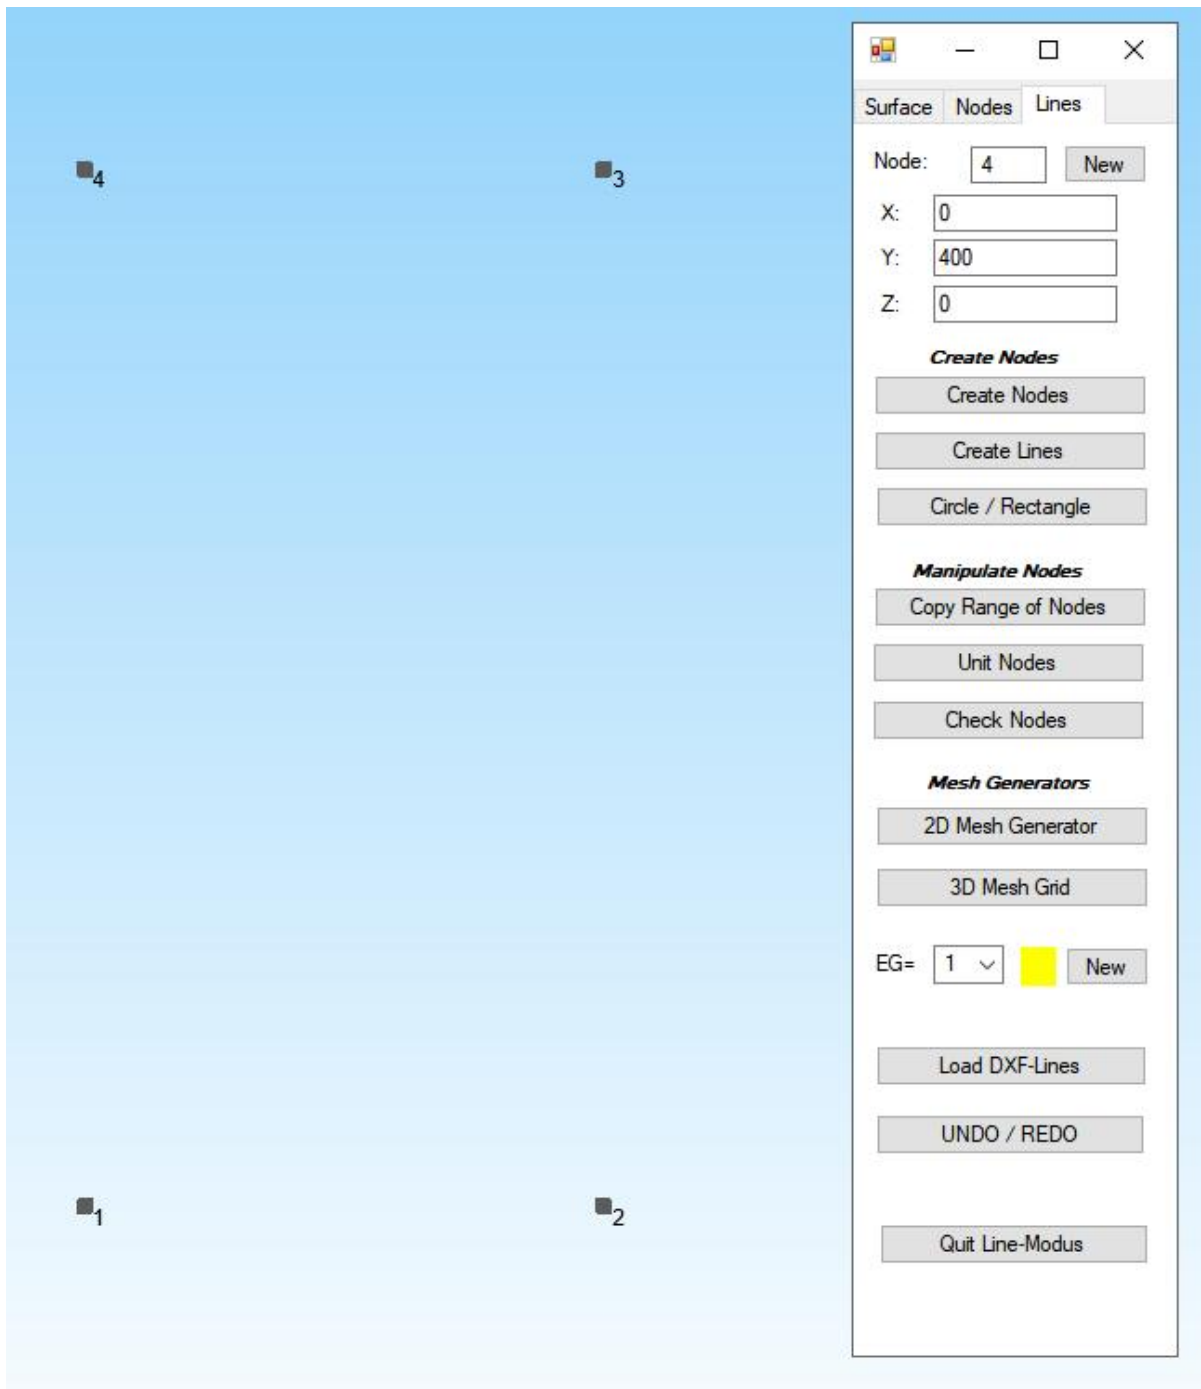 Surface Nodes Lines
4
3
Node: 4 New
X: 0
Y: 400
Z: 0
Create Nodes
Create Nodes
Create Lines
Circle / Rectangle
Manipulate Nodes
Copy Range of Nodes
Unit Nodes
Check Nodes
Mesh Generators
2D Mesh Generator
3D Mesh Grid
EG= 1 New
Load DXF-Lines
UNDO / REDO
1
2
Quit Line-Modus